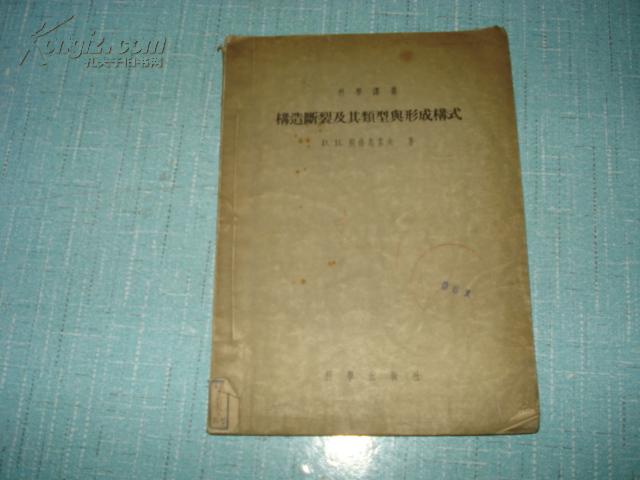 Kongfz.com
孔夫子旧书网
科學譯叢
構造斷裂及其類型與形成構式
著
科學出版社